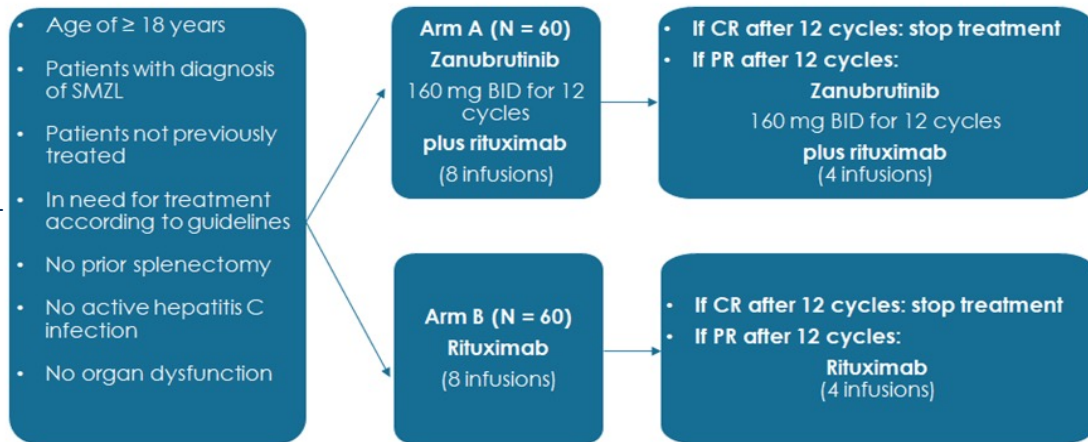 • Age of ≥ 18 years
• Patients with diagnosis
of SMZL
• Patients not previously
treated
• In need for treatment
according to guidelines
• No prior splenectomy
• No active hepatitis C
infection
• No organ dysfunction
Arm A (N = 60)
Zanubrutinib
160 mg BID for 12
cycles
plus rituximab
(8 infusions)
• If CR after 12 cycles: stop treatment
• If PR after 12 cycles:
Zanubrutinib
160 mg BID for 12 cycles
plus rituximab
(4 infusions)
Arm B (N = 60)
Rituximab
(8 infusions)
• If CR after 12 cycles: stop treatment
• If PR after 12 cycles:
Rituximab
(4 infusions)